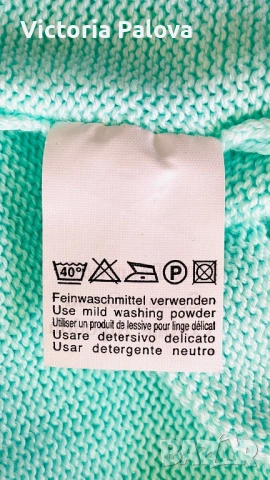 Victoria Palova
40°
P
Feinwaschmittel verwenden
Use mild washing powder
Utiliser un produit de lessive pour linge délicat
Usare detersivo delicato
Usar detergente neutro
BAZAR